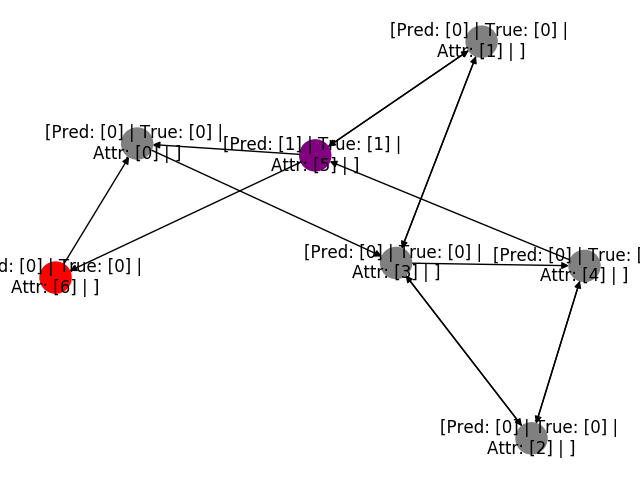 [Pred: [0] | True: [0] |
Attr: [1] | ]
[Pred: [0] | True: [0] |
Attr: [0] | ]
[Pred: [1] | True: [1] |
Attr: [5] | ]
[Pred: [0] | True: [0] |
Attr: [3] | ]
[Pred: [0] | True: [
Attr: [4] | ]
d: [0] | True: [0] |
Attr: [6] | ]
[Pred: [0] | True: [0] |
Attr: [2] | ]